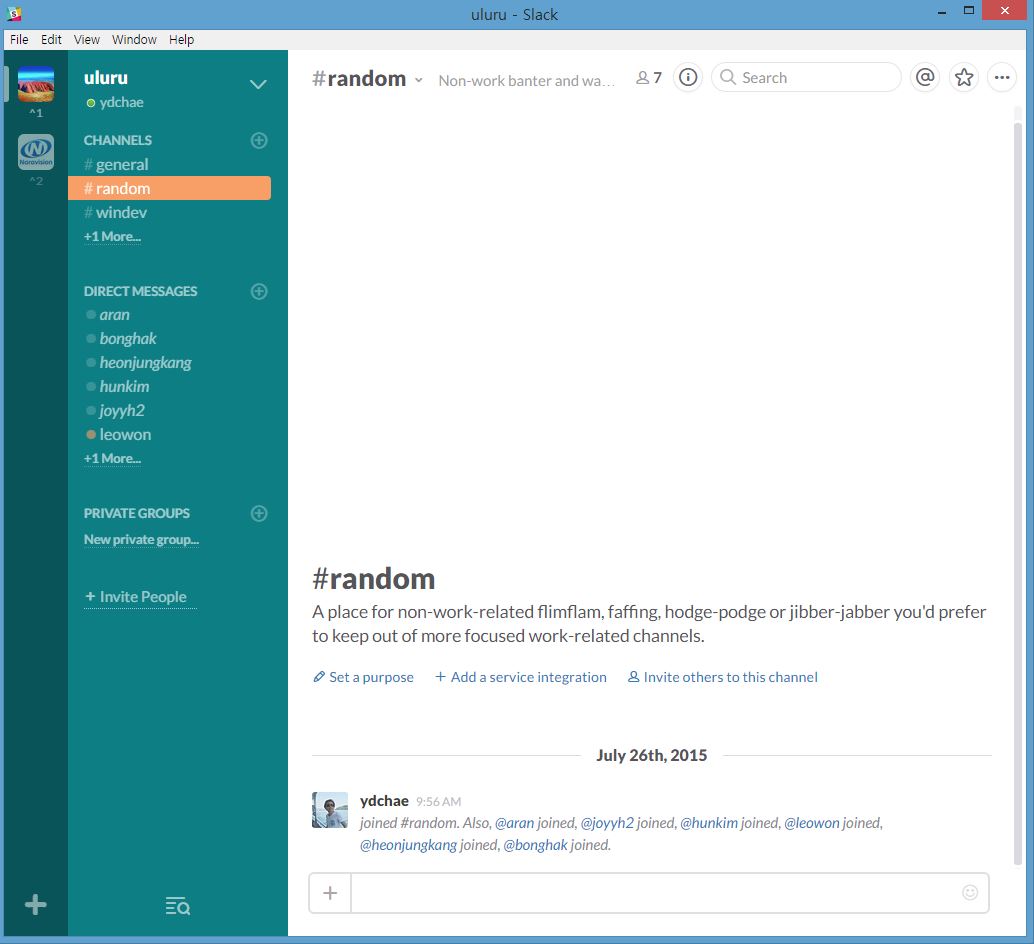 uluru - Slack
File Edit View Window Help
^1
Naravision
^2
uluru
ydchae
CHANNELS
# general
# random
# windev
+1 More...
DIRECT MESSAGES
aran
bonghak
heonjungkang
hunkim
joyyh2
leowon
+1 More...
PRIVATE GROUPS
New private group...
+ Invite People
#random
Non-work banter and wa…
7
Search
#random
A place for non-work-related flimflam, faffing, hodge-podge or jibber-jabber you'd prefer
to keep out of more focused work-related channels.
Set a purpose + Add a service integration Invite others to this channel
July 26th, 2015
ydchae 9:56 AM
joined #random. Also, @aran joined, @joyyh2 joined, @hunkim joined, @leowon joined,
@heonjungkang joined, @bonghak joined.